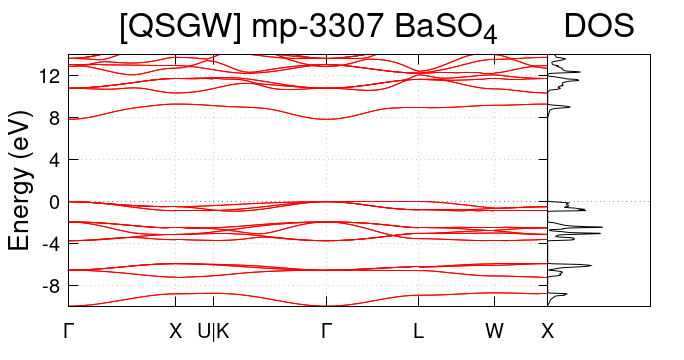 [QSGW] mp-3307 BaSO4 DOS
Energy (eV)
12
8
4
0
-4
-8
Γ X U|K Γ L W X